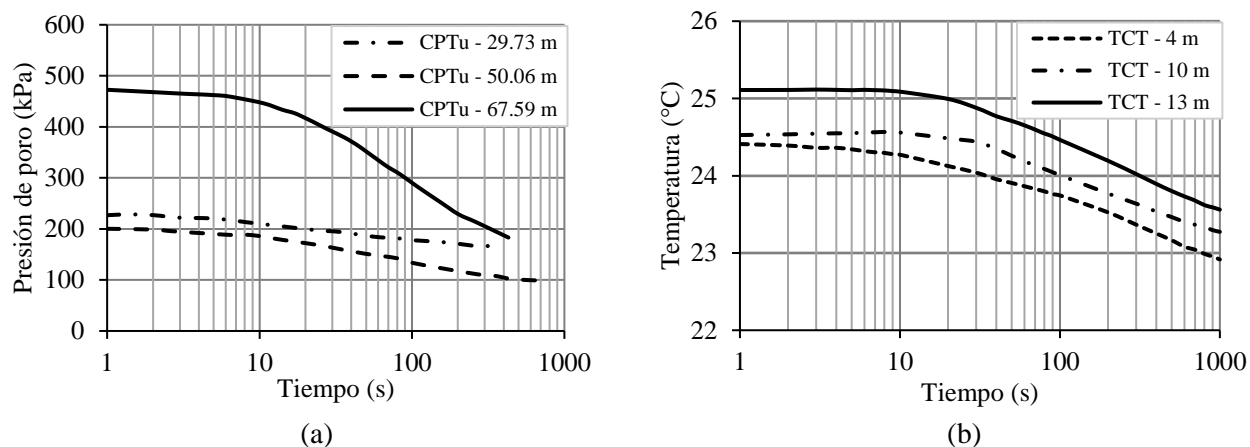 600
500
400
300
200
100
0
Presión de poro (kPa)
CPTu - 29.73 m
CPTu - 50.06 m
CPTu - 67.59 m
1 10 100 1000
Tiempo (s)
(a)
26
25
24
23
22
Temperatura (°C)
TCT - 4 m
TCT - 10 m
TCT - 13 m
1 10 100 1000
Tiempo (s)
(b)